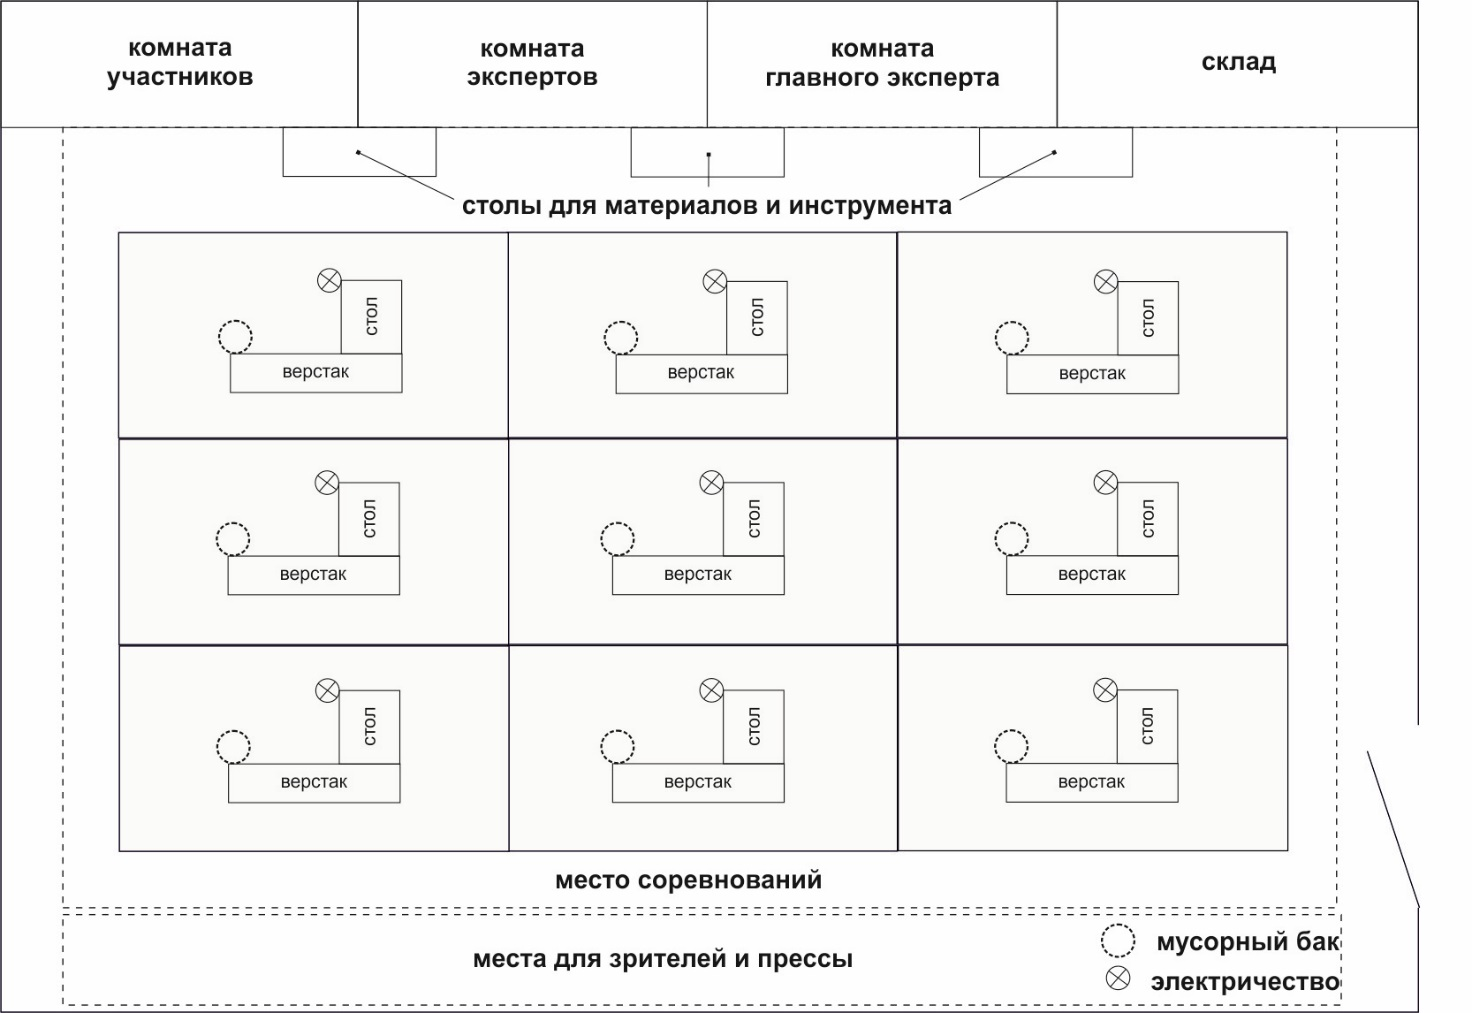 комната
участников
комната
экспертов
комната
главного эксперта
склад
столы для материалов и инструмента
стол
верстак
стол
верстак
стол
верстак
стол
верстак
стол
верстак
стол
верстак
стол
верстак
стол
верстак
стол
верстак
место соревнований
места для зрителей и прессы
мусорный бак
электричество